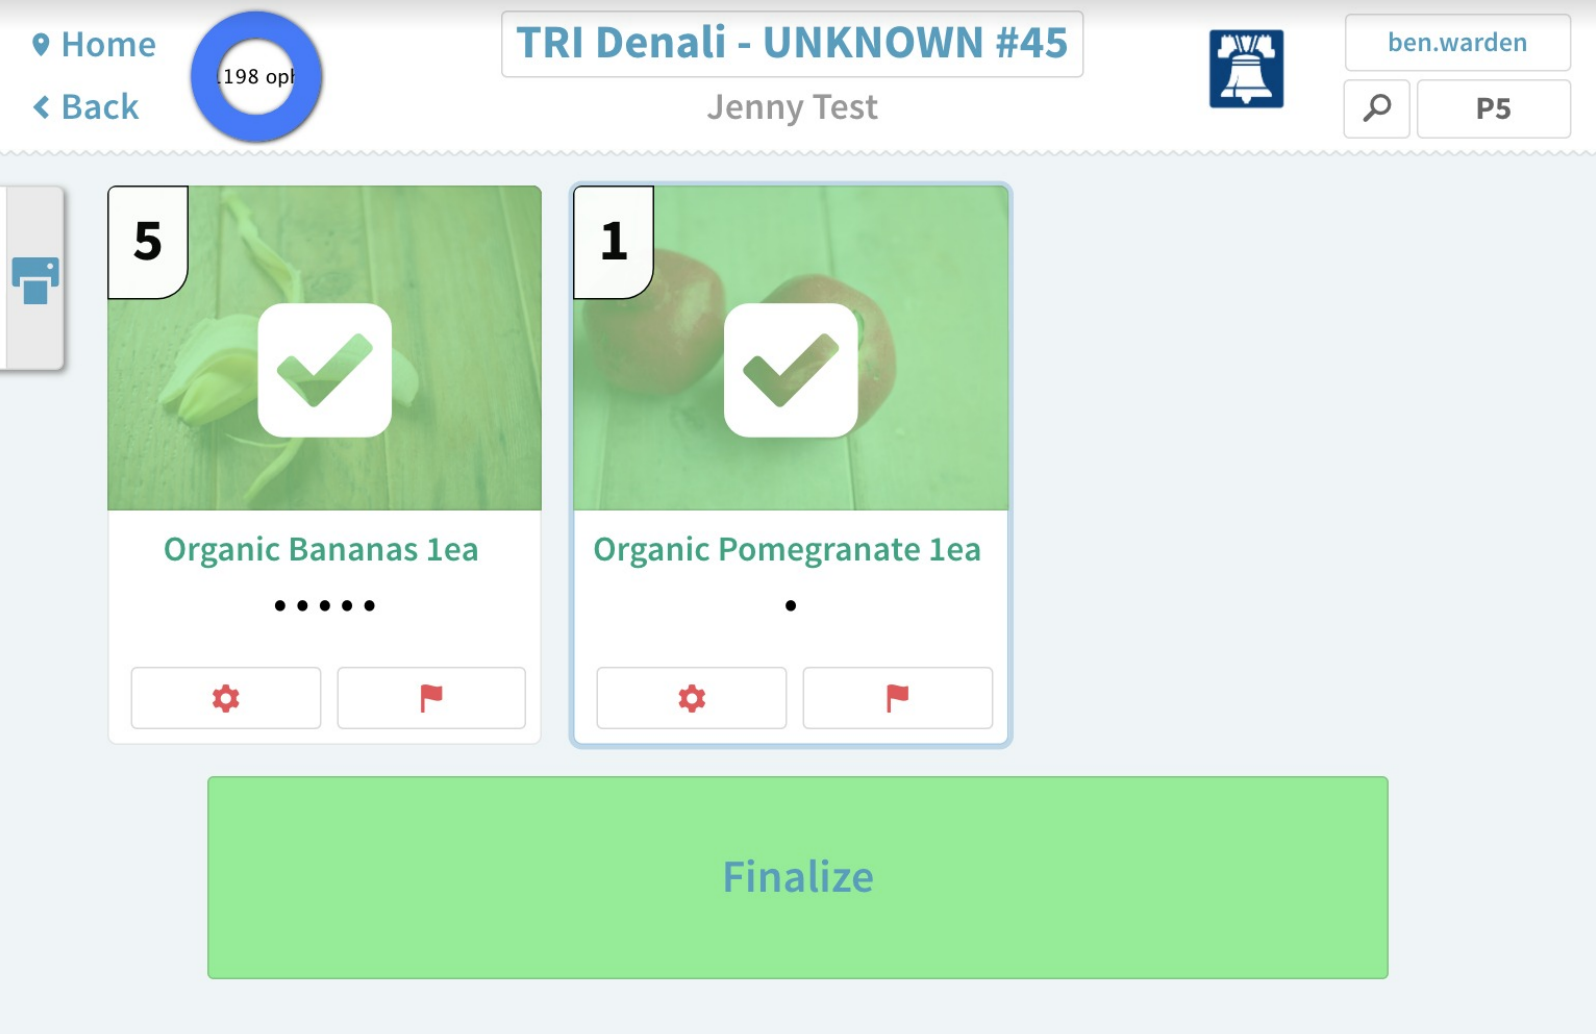 Home
Back
1198 oph
TRI Denali - UNKNOWN #45
Jenny Test
ben.warden
P5
5
Organic Bananas 1ea
1
Organic Pomegranate 1ea
Finalize